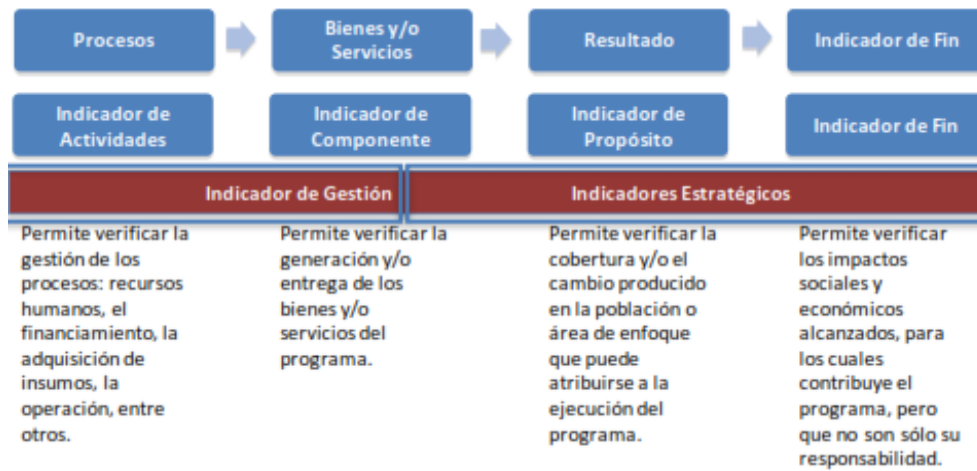 Procesos
Bienes y/o
Servicios
Resultado
Indicador de Fin
Indicador de
Actividades
Indicador de
Componente
Indicador de
Propósito
Indicador de Fin
Indicador de Gestión
Indicadores Estratégicos
Permite verificar la
gestión de los
procesos: recursos
humanos, el
financiamiento, la
adquisición de
insumos, la
operación, entre
otros.
Permite verificar la
generación y/o
entrega de los
bienes y/o
servicios del
programa.
Permite verificar la
cobertura y/o el
cambio producido
en la población o
área de enfoque
que puede
atribuirse a la
ejecución del
programa.
Permite verificar
los impactos
sociales y
económicos
alcanzados, para
los cuales
contribuye el
programa, pero
que no son sólo su
responsabilidad.